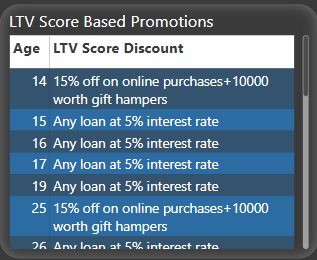 LTV Score Based Promotions
Age LTV Score Discount
14 15% off on online purchases+10000
worth gift hampers
15 Any loan at 5% interest rate
16 Any loan at 5% interest rate
17 Any loan at 5% interest rate
19 Any loan at 5% interest rate
25 15% off on online purchases+10000
worth gift hampers
26 Any loan at 5% interest rate